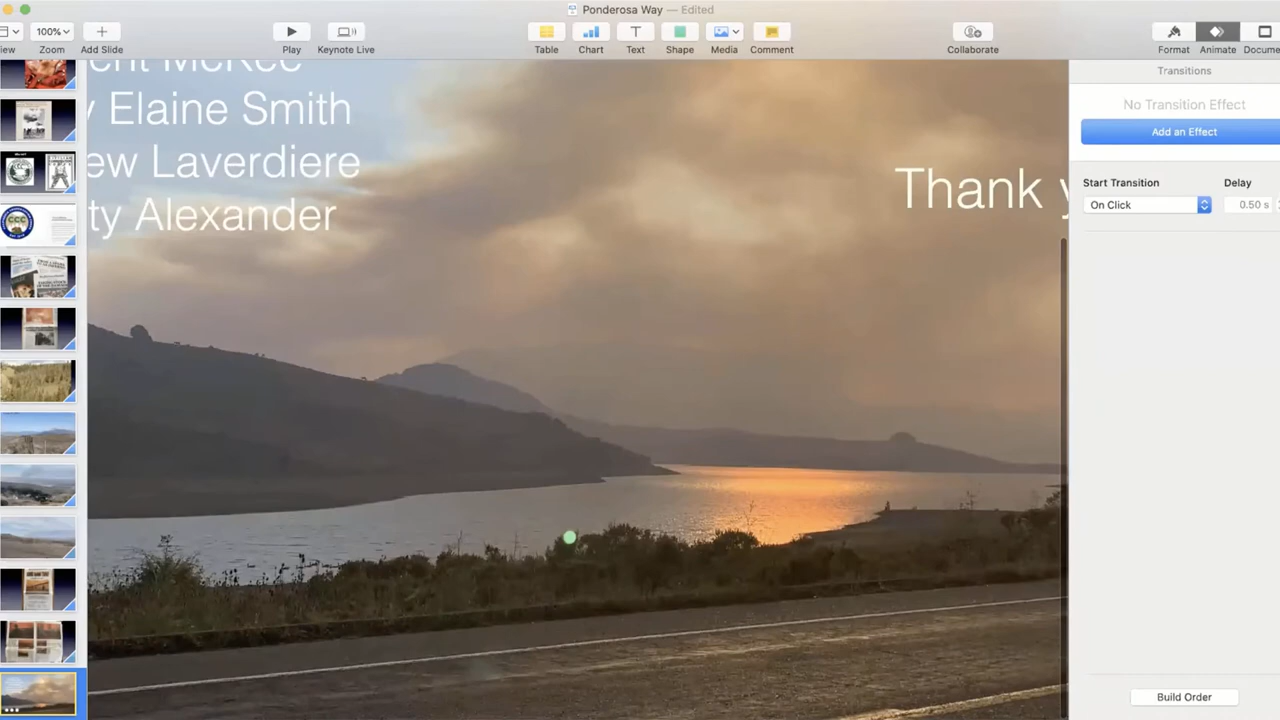 Ponderosa Way — Edited
View 100% Zoom Add Slide Play Keynote Live Table Chart Text Shape Media Comment Collaborate Format Animate
Transitions
No Transition Effect
Add an Effect
Start Transition Delay
On Click 0.50 s
Elaine Smith
Laverdiere
Alexander
Thank
CCC
Build Order